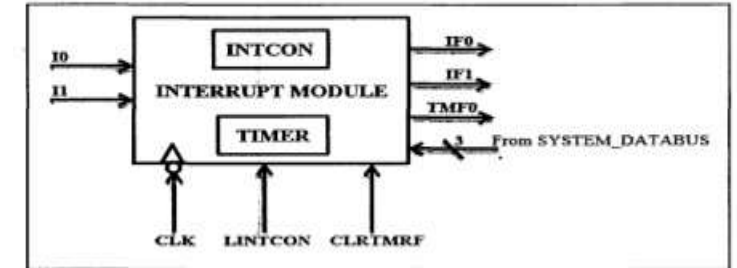 INTCON
IF0
I0
IF1
I1
INTERRUPT MODULE
TMF0
TIMER
3
From SYSTEM_DATABUS
CLK
LINTCON
CLRTMRF